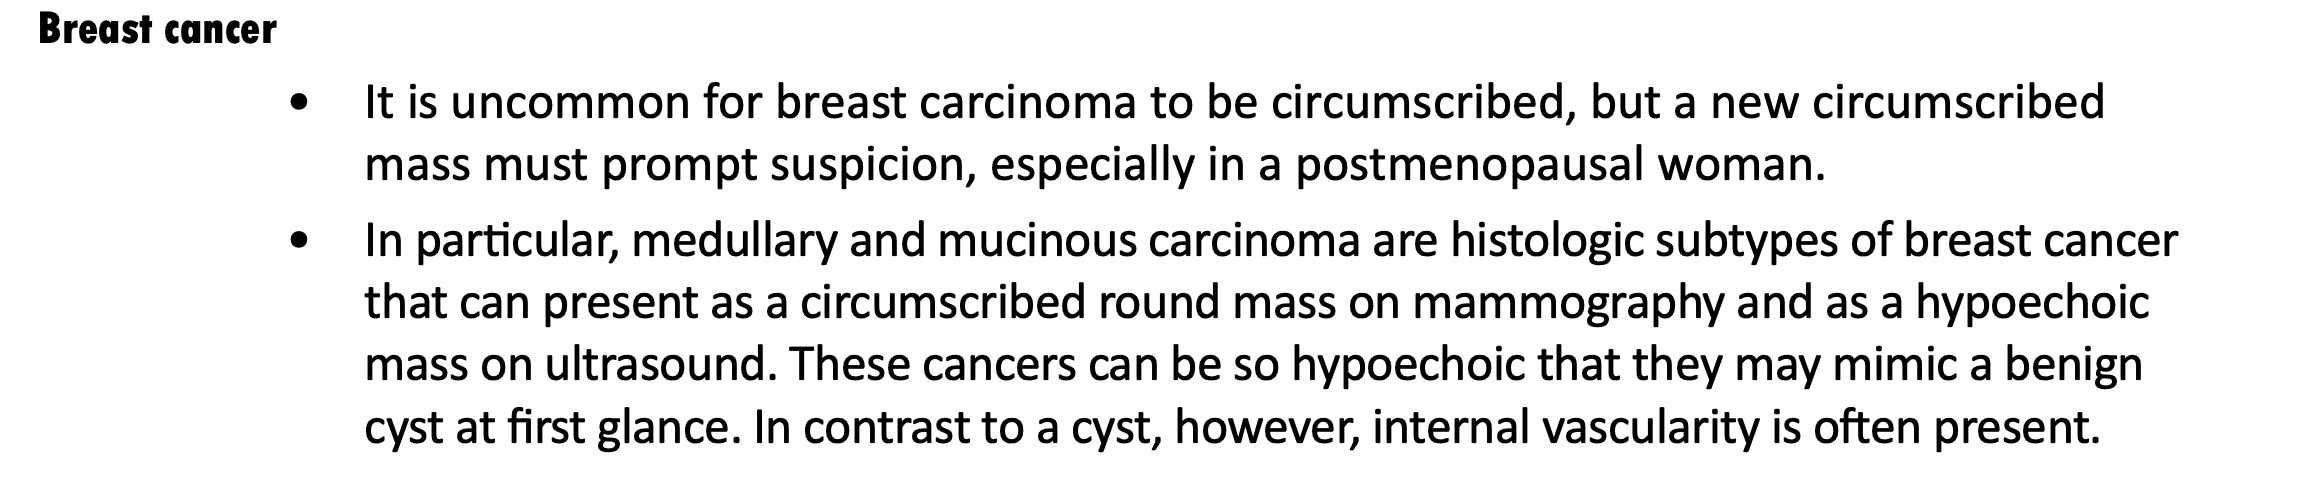 Breast cancer
• It is uncommon for breast carcinoma to be circumscribed, but a new circumscribed
mass must prompt suspicion, especially in a postmenopausal woman.
• In particular, medullary and mucinous carcinoma are histologic subtypes of breast cancer
that can present as a circumscribed round mass on mammography and as a hypoechoic
mass on ultrasound. These cancers can be so hypoechoic that they may mimic a benign
cyst at first glance. In contrast to a cyst, however, internal vascularity is often present.